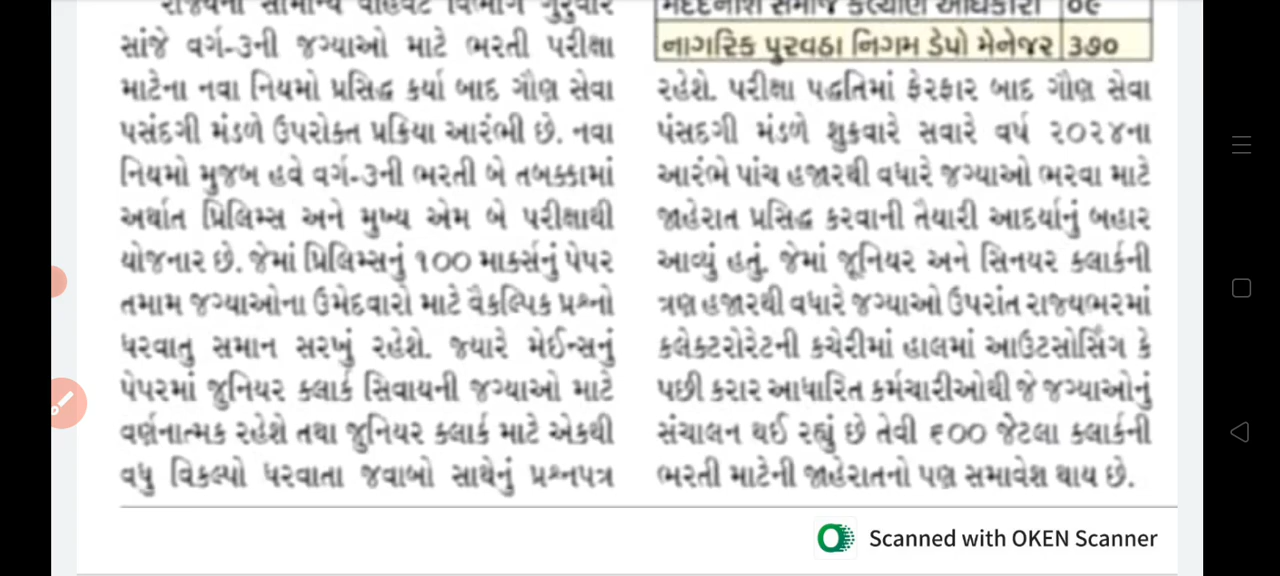 સાંજે વર્ગ-૩ની જગ્યાઓ માટે ભરતી પરીક્ષા
માટેના નવા નિયમો પ્રસિદ્ધ કર્યા બાદ ગૌણ સેવા
પસંદગી મંડળે ઉપરોક્ત પ્રક્રિયા આરંભી છે. નવા
નિયમો મુજબ હવે વર્ગ-૩ની ભરતી બે તબક્કામાં
અર્થાત પ્રિલિમ્સ અને મુખ્ય એમ બે પરીક્ષાથી
યોજનાર છે. જેમાં પ્રિલિમ્સનું ૧૦૦ માર્ક્સનું પેપર
તમામ જગ્યાઓના ઉમેદવારો માટે વૈકલ્પિક પ્રશ્નો
ધરવાતુ સમાન સરખું રહેશે. જ્યારે મેઈન્સનું
પેપરમાં જુનિયર ક્લાર્ક સિવાયની જગ્યાઓ માટે
વર્ણનાત્મક રહેશે તથા જુનિયર ક્લાર્ક માટે એકથી
વધુ વિકલ્પો ધરવાતા જવાબો સાથેનું પ્રશ્નપત્ર
નાગરિક પુરવઠા નિગમ ડેપો મેનેજર ૩૭૦
રહેશે. પરીક્ષા પદ્ધતિમાં ફેરફાર બાદ ગૌણ સેવા
પંસદગી મંડળે શુકવારે સવારે વર્ષ ૨૦૨૪ના
આરંભે પાંચ હજારથી વધારે જગ્યાઓ ભરવા માટે
જાહેરાત પ્રસિદ્ધ કરવાની તૈયારી આદર્યાનું બહાર
આવ્યું હતું. જેમાં જૂનિયર અને સિનયર ક્લાર્કની
ત્રણ હજારથી વધારે જગ્યાઓ ઉપરાંત રાજ્યભરમાં
કલેક્ટરોરેટની કચેરીમાં હાલમાં આઉટસોર્સિંગ કે
પછી કરાર આધારિત કર્મચારીઓથી જે જગ્યાઓનું
સંચાલન થઈ રહ્યું છે તેવી ૬૦૦ જેટલા ક્લાર્કની
ભરતી માટેની જાહેરાતનો પણ સમાવેશ થાય છે.
Scanned with OKEN Scanner